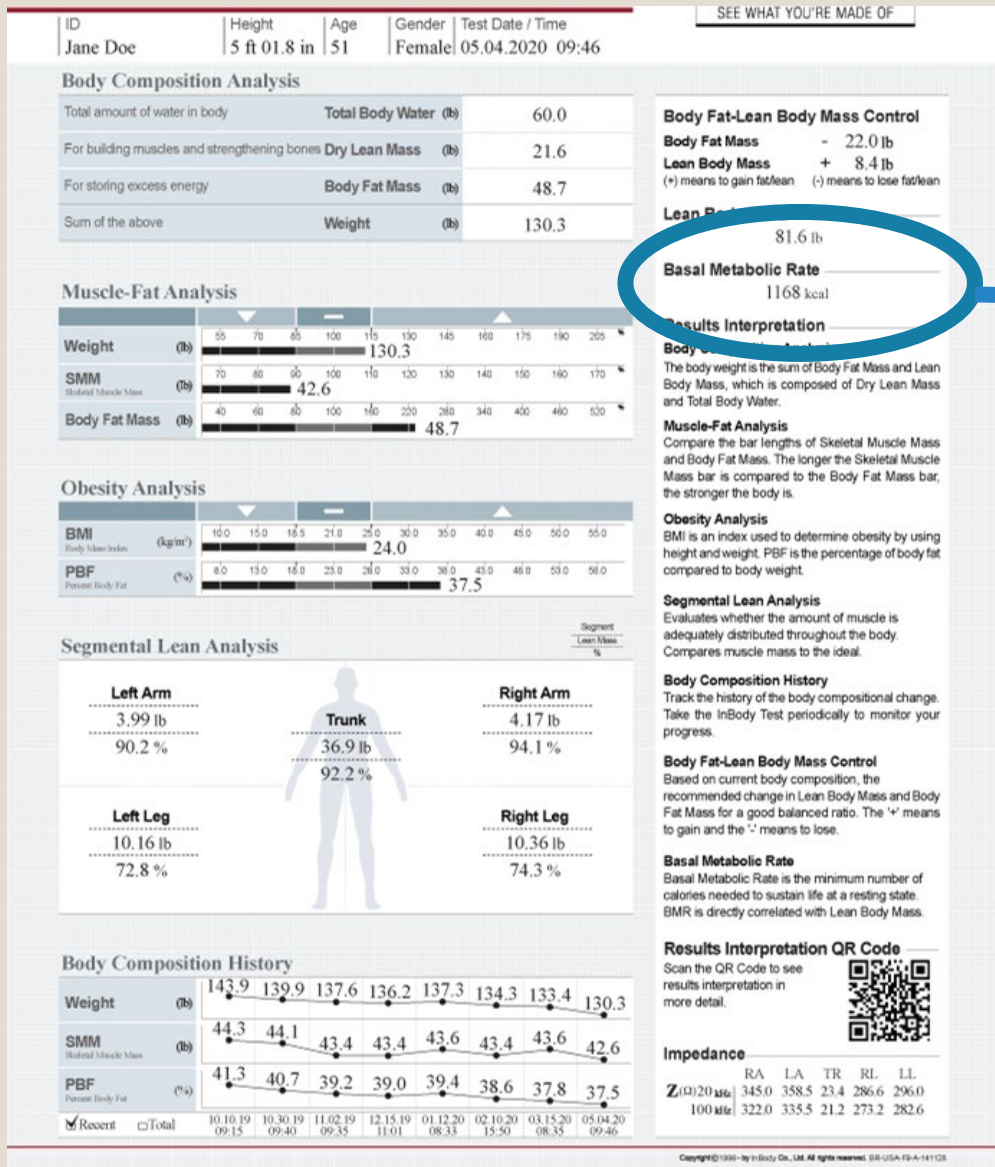 SEE WHAT YOU'RE MADE OF
ID Height Age Gender Test Date / Time
Jane Doe 5 ft 01.8 in 51 Female 05.04.2020 09:46
Body Composition Analysis
Total amount of water in body Total Body Water (lb) 60.0
For building muscles and strengthening bones Dry Lean Mass (lb) 21.6
For storing excess energy Body Fat Mass (lb) 48.7
Sum of the above Weight (lb) 130.3
Muscle-Fat Analysis
Weight (lb) 55 70 85 100 115 130 145 160 175 190 205 %
130.3
SMM (lb) 70 80 90 100 110 120 130 140 150 160 170 %
Skeletal Muscle Mass 42.6
Body Fat Mass (lb) 40 60 80 100 160 220 280 340 400 460 520 %
48.7
Obesity Analysis
BMI (kg/m²) 10.0 15.0 18.5 21.0 25.0 30.0 35.0 40.0 45.0 50.0 55.0
Body Mass Index 24.0
PBF (%) 8.0 13.0 18.0 23.0 28.0 33.0 38.0 43.0 48.0 53.0 58.0
Percent Body Fat 37.5
Segmental Lean Analysis
Segment
Lean Mass
%
Left Arm
3.99 lb
90.2 %
Trunk
36.9 lb
92.2 %
Right Arm
4.17 lb
94.1 %
Left Leg
10.16 lb
72.8 %
Right Leg
10.36 lb
74.3 %
Body Composition History
Weight (lb) 143.9 139.9 137.6 136.2 137.3 134.3 133.4 130.3
SMM (lb) 44.3 44.1 43.4 43.4 43.6 43.4 43.6 42.6
Skeletal Muscle Mass
PBF (%) 41.3 40.7 39.2 39.0 39.4 38.6 37.8 37.5
Percent Body Fat
Recent Total 10.10.19 10.30.19 11.02.19 12.15.19 01.12.20 02.10.20 03.15.20 05.04.20
09:15 09:40 09:35 11:01 08:33 15:50 08:35 09:46
Body Fat-Lean Body Mass Control
Body Fat Mass - 22.0 lb
Lean Body Mass + 8.4 lb
(+) means to gain fat/lean (-) means to lose fat/lean
Lean
81.6 lb
Basal Metabolic Rate
1168 kcal
Results Interpretation
Body
The body weight is the sum of Body Fat Mass and Lean
Body Mass, which is composed of Dry Lean Mass
and Total Body Water.
Muscle-Fat Analysis
Compare the bar lengths of Skeletal Muscle Mass
and Body Fat Mass. The longer the Skeletal Muscle
Mass bar is compared to the Body Fat Mass bar,
the stronger the body is.
Obesity Analysis
BMI is an index used to determine obesity by using
height and weight. PBF is the percentage of body fat
compared to body weight.
Segmental Lean Analysis
Evaluates whether the amount of muscle is
adequately distributed throughout the body.
Compares muscle mass to the ideal.
Body Composition History
Track the history of the body compositional change.
Take the InBody Test periodically to monitor your
progress.
Body Fat-Lean Body Mass Control
Based on current body composition, the
recommended change in Lean Body Mass and Body
Fat Mass for a good balanced ratio. The '+' means
to gain and the '-' means to lose.
Basal Metabolic Rate
Basal Metabolic Rate is the minimum number of
calories needed to sustain life at a resting state.
BMR is directly correlated with Lean Body Mass.
Results Interpretation QR Code
Scan the QR Code to see
results interpretation in
more detail.
Impedance
RA LA TR RL LL
Z(Ω)20 kHz 345.0 358.5 23.4 286.6 296.0
100 kHz 322.0 335.5 21.2 273.2 282.6
Copyright©1996~ by InBody Co., Ltd. All rights reserved. BR-USA-F9-A-141128